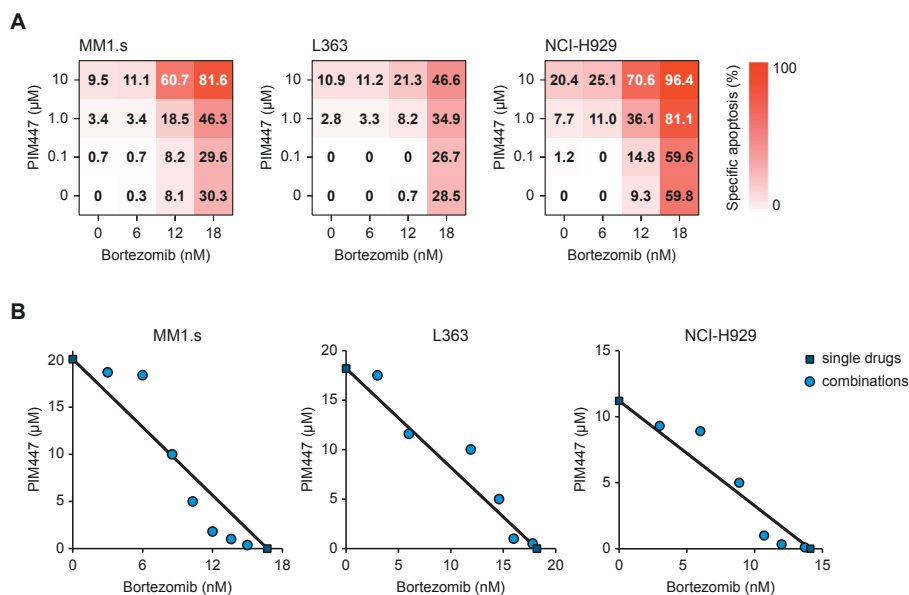 A
MM1.s
L363
NCI-H929
PIM447 (µM)
10 9.5 11.1 60.7 81.6
1.0 3.4 3.4 18.5 46.3
0.1 0.7 0.7 8.2 29.6
0 0 0.3 8.1 30.3
0 6 12 18
Bortezomib (nM)
PIM447 (µM)
10 10.9 11.2 21.3 46.6
1.0 2.8 3.3 8.2 34.9
0.1 0 0 0 26.7
0 0 0 0.7 28.5
0 6 12 18
Bortezomib (nM)
PIM447 (µM)
10 20.4 25.1 70.6 96.4
1.0 7.7 11.0 36.1 81.1
0.1 1.2 0 14.8 59.6
0 0 0 9.3 59.8
0 6 12 18
Bortezomib (nM)
Specific apoptosis (%)
100
0
B
MM1.s
PIM447 (µM)
20
15
10
5
0
0 6 12 18
Bortezomib (nM)
L363
PIM447 (µM)
20
15
10
5
0
0 5 10 15 20
Bortezomib (nM)
NCI-H929
PIM447 (µM)
15
10
5
0
0 5 10 15
Bortezomib (nM)
single drugs
combinations